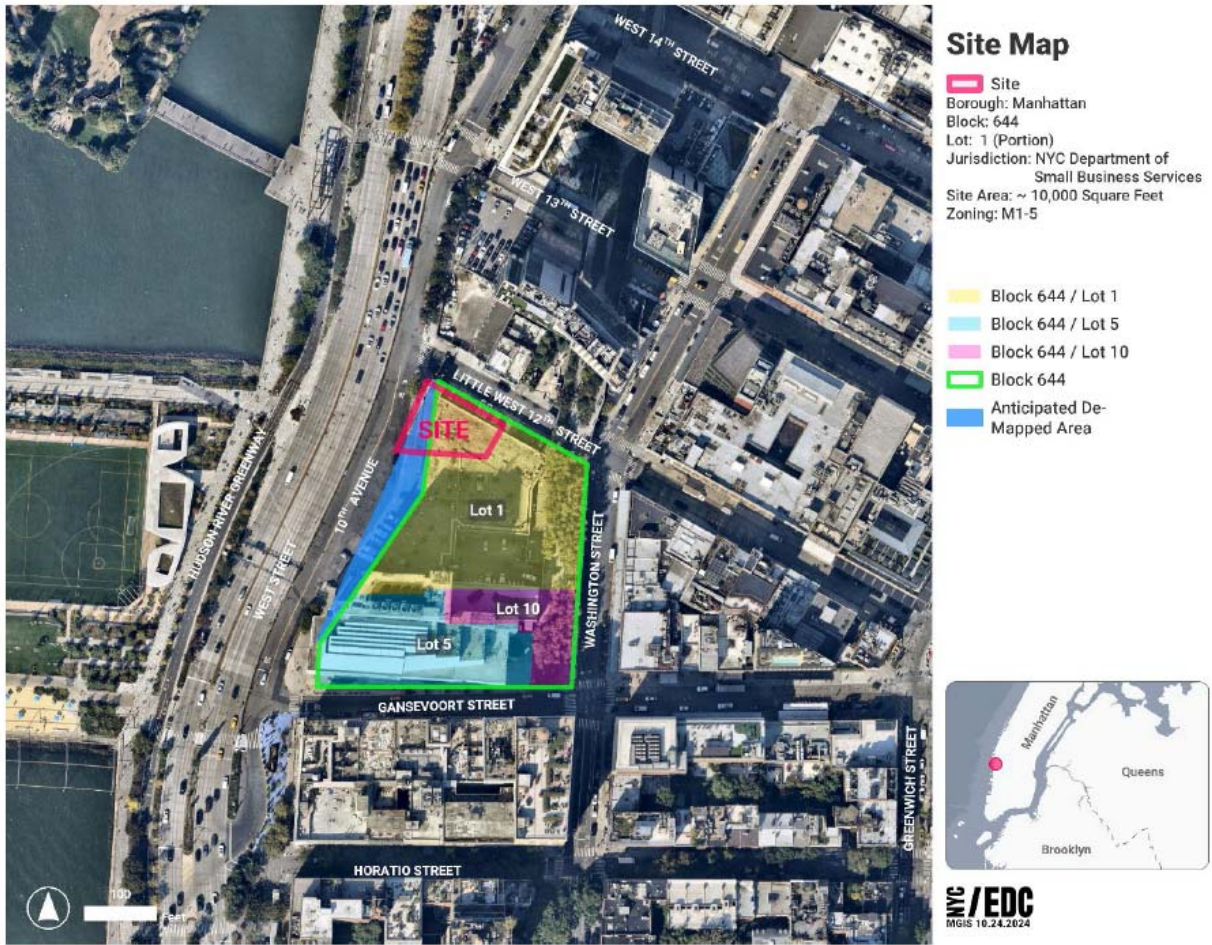 Site Map
Site
Borough: Manhattan
Block: 644
Lot: 1 (Portion)
Jurisdiction: NYC Department of
Small Business Services
Site Area: ~ 10,000 Square Feet
Zoning: M1-5
Block 644 / Lot 1
Block 644 / Lot 5
Block 644 / Lot 10
Block 644
Anticipated De-
Mapped Area
WEST 14TH STREET
WEST 13TH STREET
LITTLE WEST 12TH STREET
SITE
HUDSON RIVER GREENWAY
WEST STREET
10TH AVENUE
Lot 1
WASHINGTON STREET
Lot 10
Lot 5
GANSEVOORT STREET
GREENWICH STREET
HORATIO STREET
100
Feet
Manhattan
Queens
Brooklyn
NYC/EDC
MGIS 10.24.2024